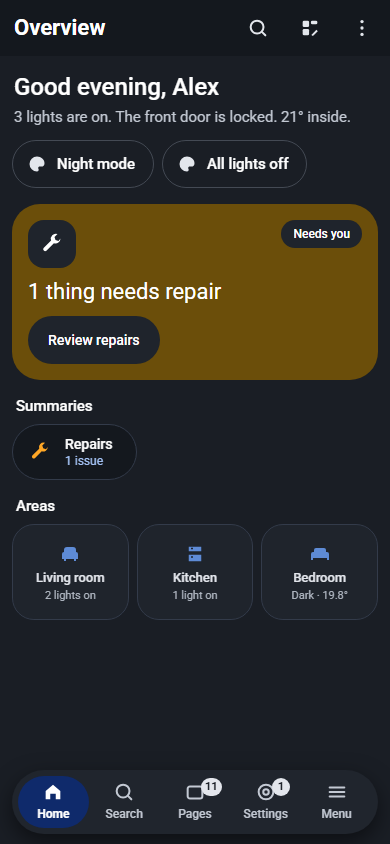 Overview
Good evening, Alex
3 lights are on. The front door is locked. 21° inside.
Night mode
All lights off
Needs you
1 thing needs repair
Review repairs
Summaries
Repairs
1 issue
Areas
Living room
2 lights on
Kitchen
1 light on
Bedroom
Dark · 19.8°
Home
Search
11
Pages
1
Settings
Menu